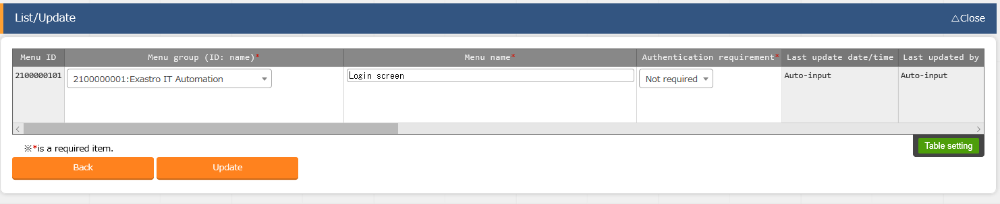 List/Update
△Close
Menu ID
Menu group (ID: name)*
Menu name*
Authentication requirement*
Last update date/time
Last updated by
2100000101
2100000001:Exastro IT Automation
Login screen
Not required
Auto-input
Auto-input
※*is a required item.
Table setting
Back
Update